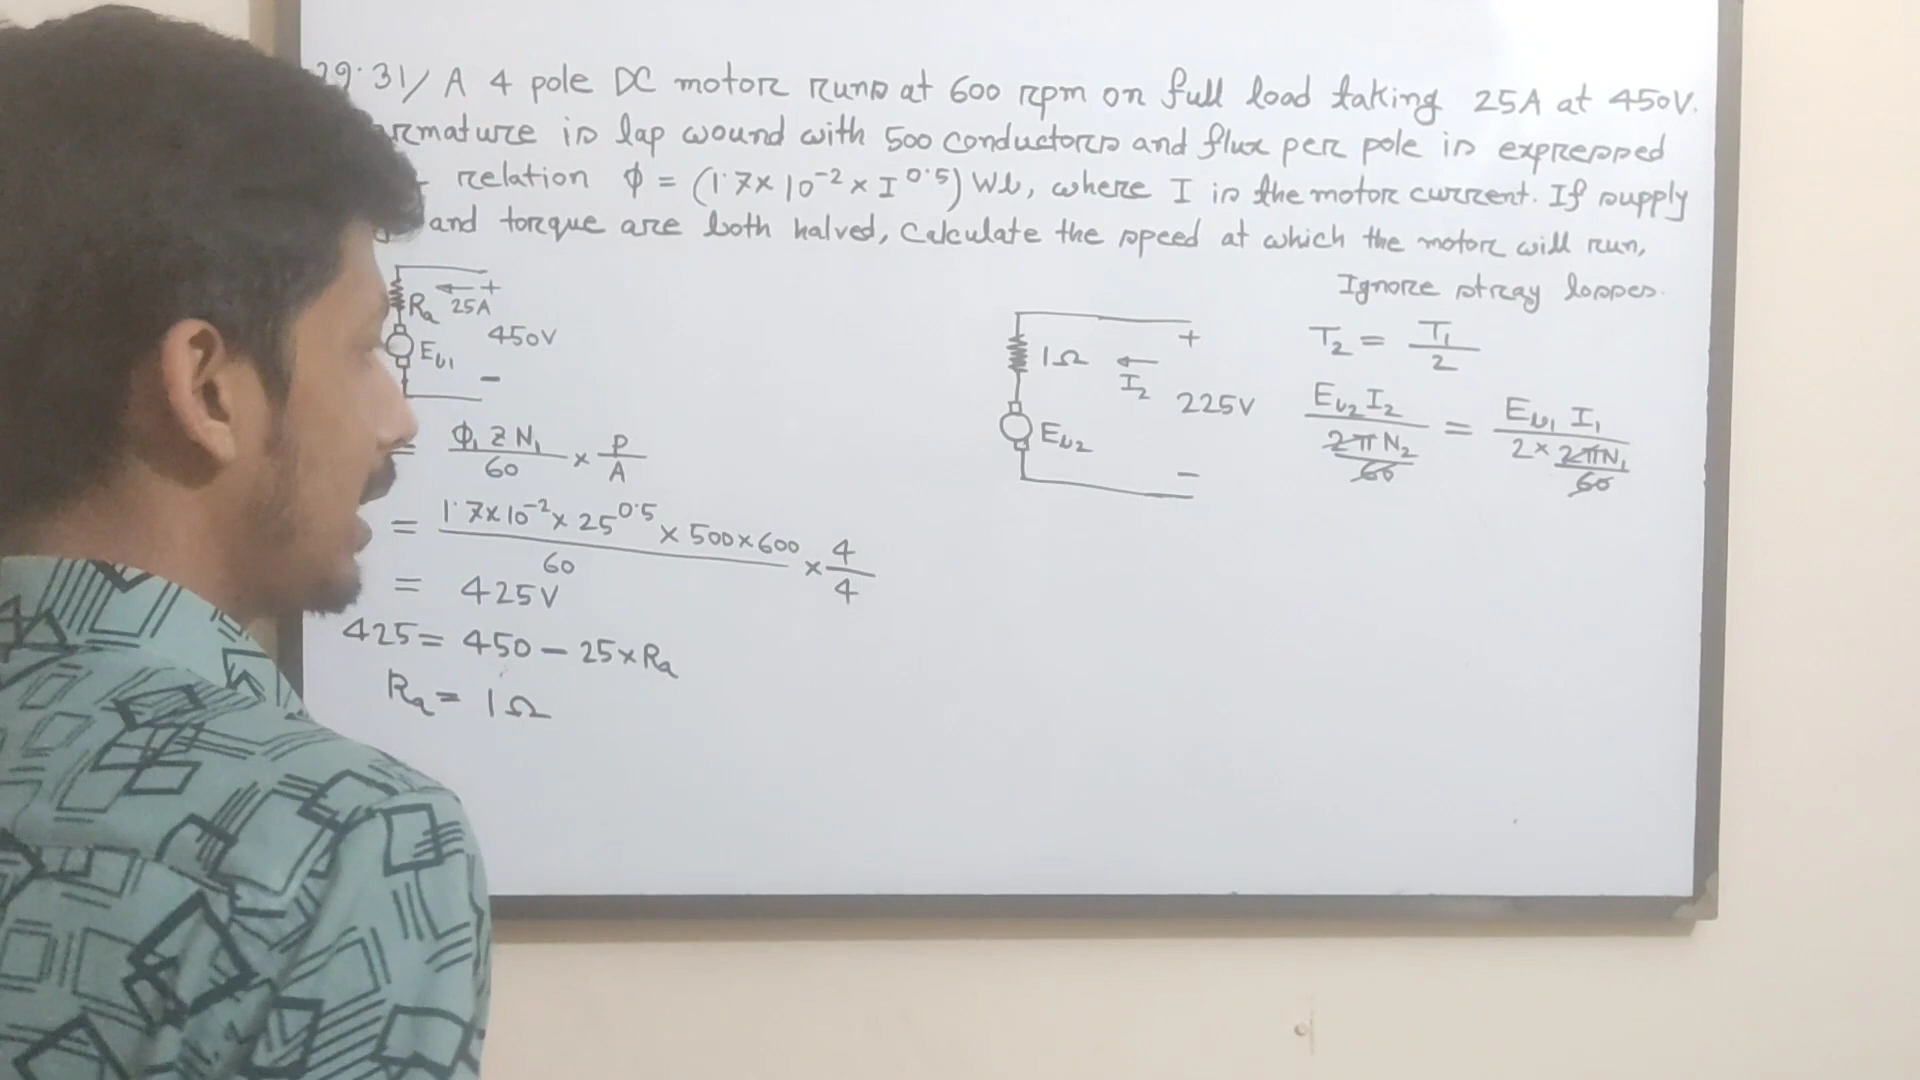 29.31/ A 4 pole DC motor runs at 600 rpm on full load taking 25A at 450V.
armature is lap wound with 500 conductors and flux per pole is expressed
relation Φ = (1.7×10⁻² × I^0.5) Wb, where I is the motor current. If supply
and torque are both halved, calculate the speed at which the motor will run,
Ignore stray losses.
Ra 25A +
450V
Eb1 −
= Φ₁ZN₁/60 × P/A
= (1.7×10⁻² × 25^0.5 × 500×600)/60 × 4/4
= 425V
425 = 450 − 25×Ra
Ra = 1Ω
1Ω I₂ +
225V
Eb2 −
T₂ = T₁/2
Eb2 I₂/(2πN₂/60) = Eb1 I₁/(2 × 2πN₁/60)